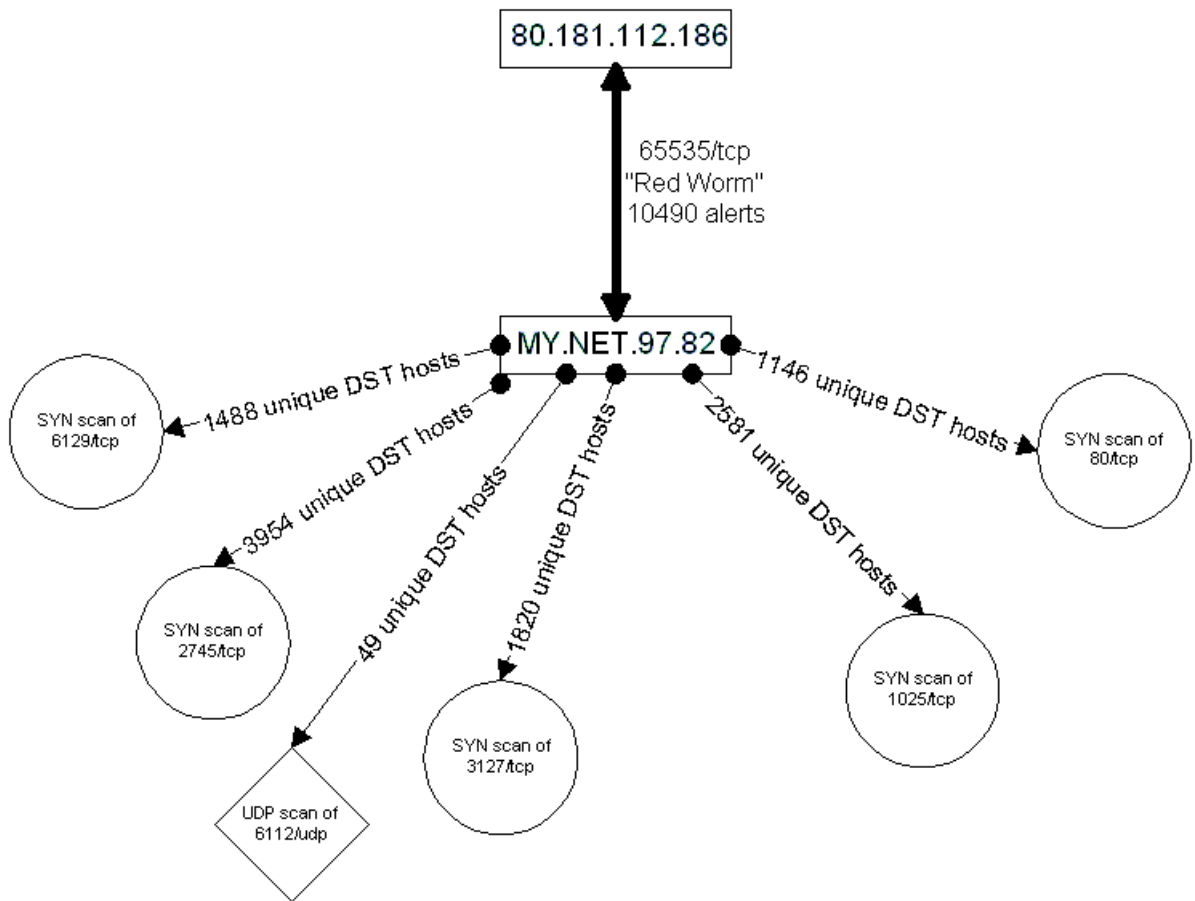 80.181.112.186
65535/tcp
"Red Worm"
10490 alerts
MY.NET.97.82
1488 unique DST hosts
1146 unique DST hosts
3954 unique DST hosts
49 unique DST hosts
1820 unique DST hosts
2581 unique DST hosts
SYN scan of
6129/tcp
SYN scan of
80/tcp
SYN scan of
2745/tcp
SYN scan of
1025/tcp
SYN scan of
3127/tcp
UDP scan of
6112/udp